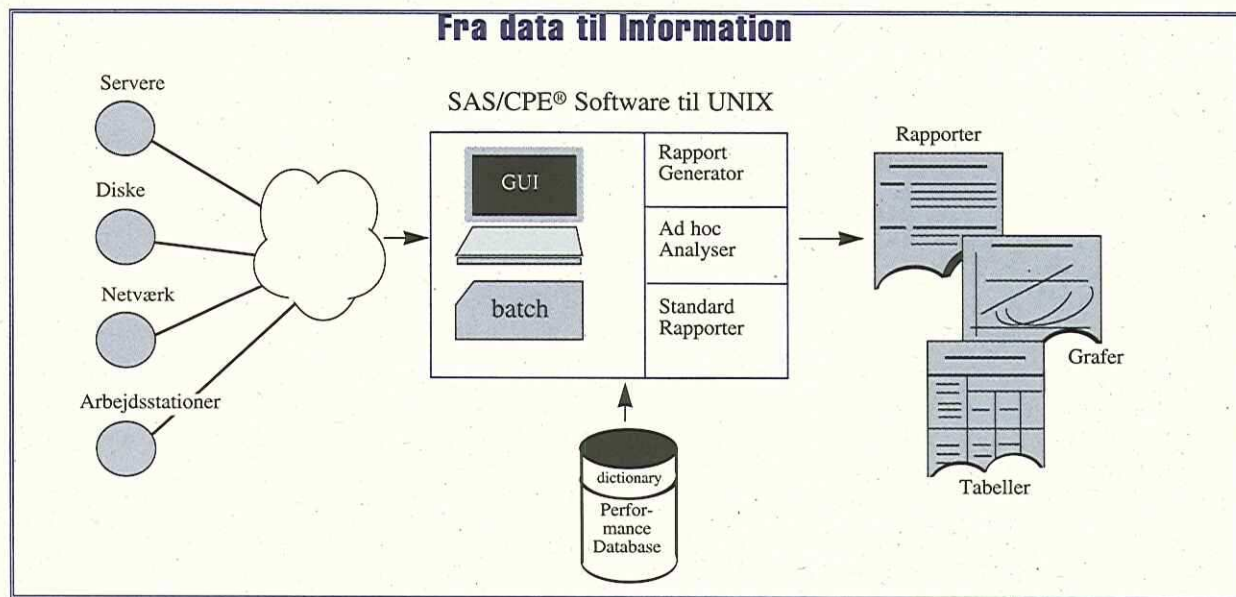 Fra data til Information
Servere
Diske
Netværk
Arbejdsstationer
SAS/CPE® Software til UNIX
GUI
batch
Rapport
Generator
Ad hoc
Analyser
Standard
Rapporter
dictionary
Perfor-
mance
Database
Rapporter
Grafer
Tabeller